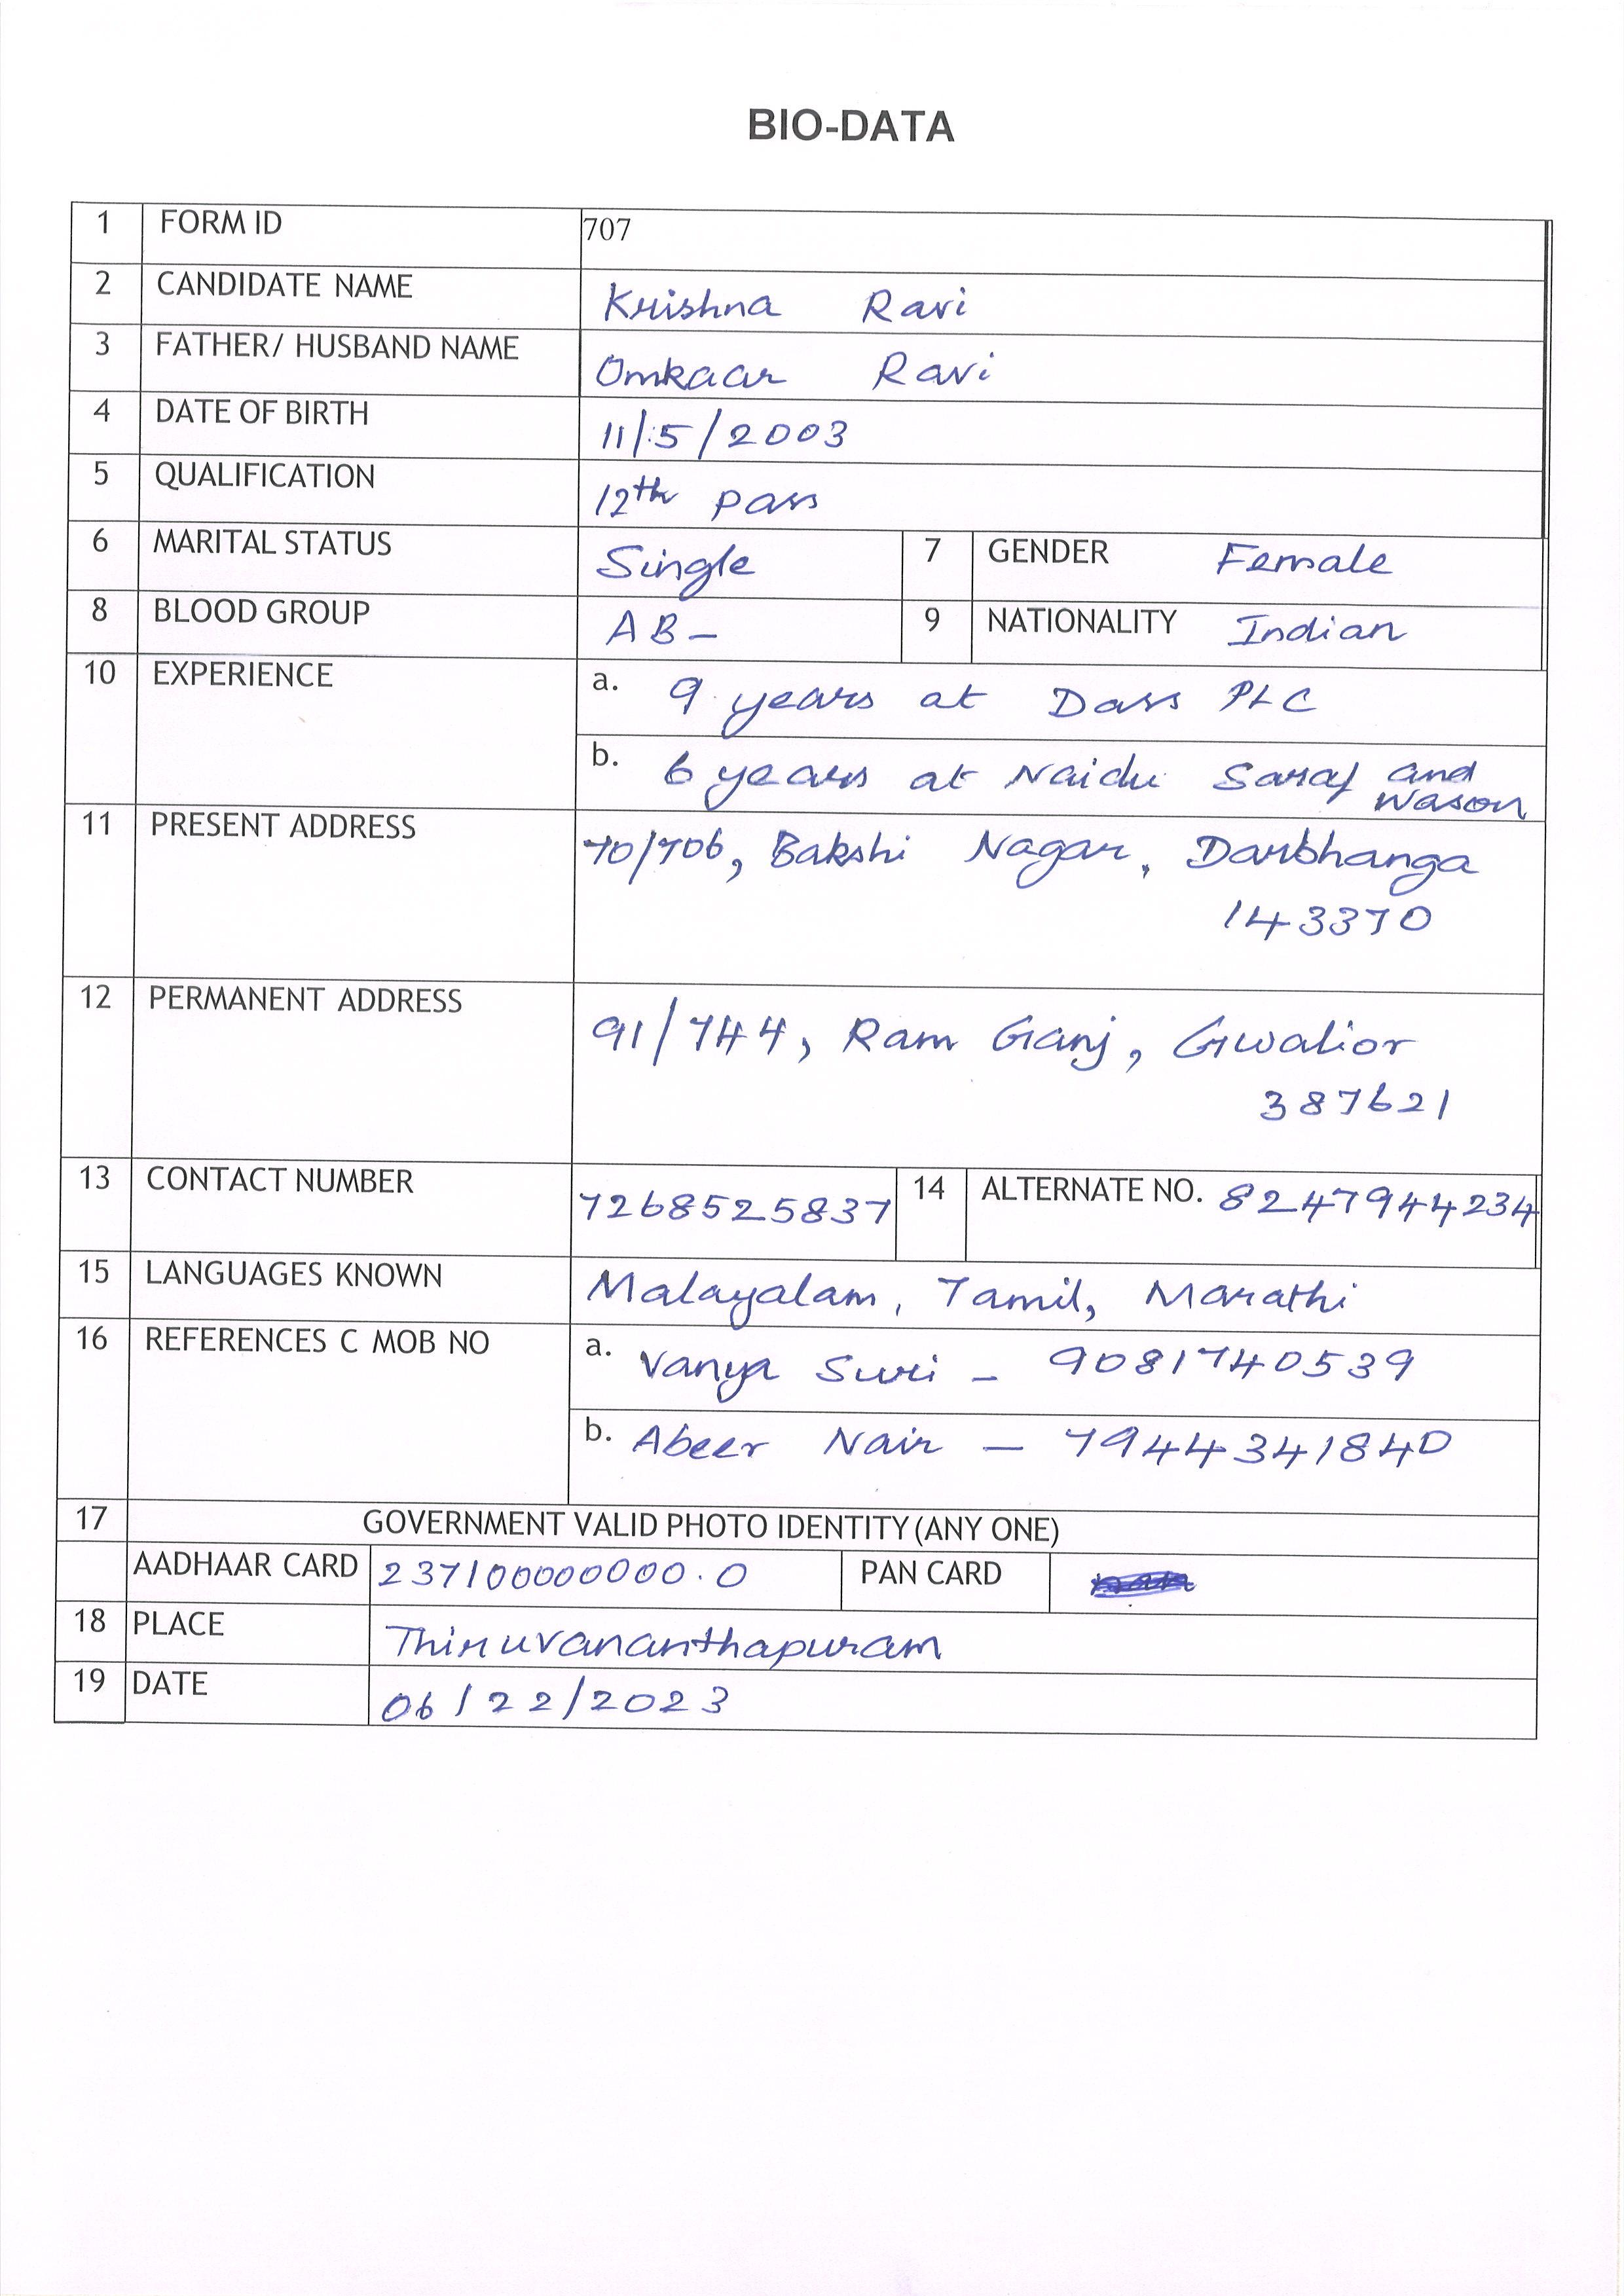 BIO-DATA
1 FORM ID 707
2 CANDIDATE NAME Krishna Ravi
3 FATHER/ HUSBAND NAME Omkaar Ravi
4 DATE OF BIRTH 11/5/2003
5 QUALIFICATION 12th pass
6 MARITAL STATUS Single 7 GENDER Female
8 BLOOD GROUP AB- 9 NATIONALITY Indian
10 EXPERIENCE a. 9 years at Dass PLC
b. 6 years at Naidu Saraf and
Wason
11 PRESENT ADDRESS 70/706, Bakshi Nagar, Darbhanga
143370
12 PERMANENT ADDRESS 91/744, Ram Ganj, Gwalior
387621
13 CONTACT NUMBER 7268525837 14 ALTERNATE NO. 8247944234
15 LANGUAGES KNOWN Malayalam, Tamil, Marathi
16 REFERENCES C MOB NO a. Vanya Suri - 9081740539
b. Abeer Nair - 7944341840
17 GOVERNMENT VALID PHOTO IDENTITY (ANY ONE)
AADHAAR CARD 237100000000.0 PAN CARD
18 PLACE Thiruvananthapuram
19 DATE 06/22/2023